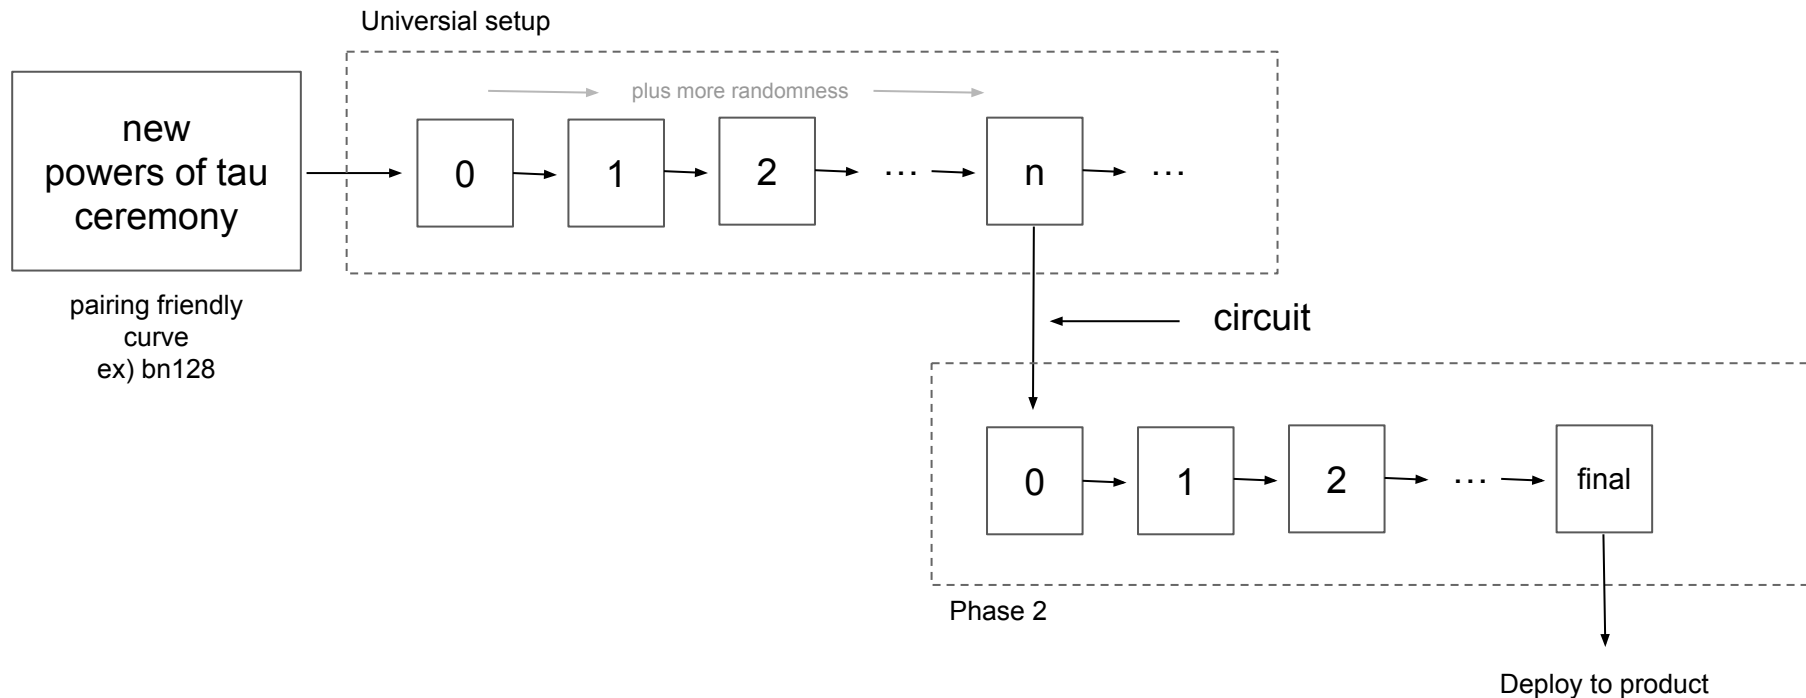 Universial setup
plus more randomness
new
powers of tau
ceremony
0
1
2
...
n
...
pairing friendly
curve
ex) bn128
circuit
0
1
2
...
final
Phase 2
Deploy to product